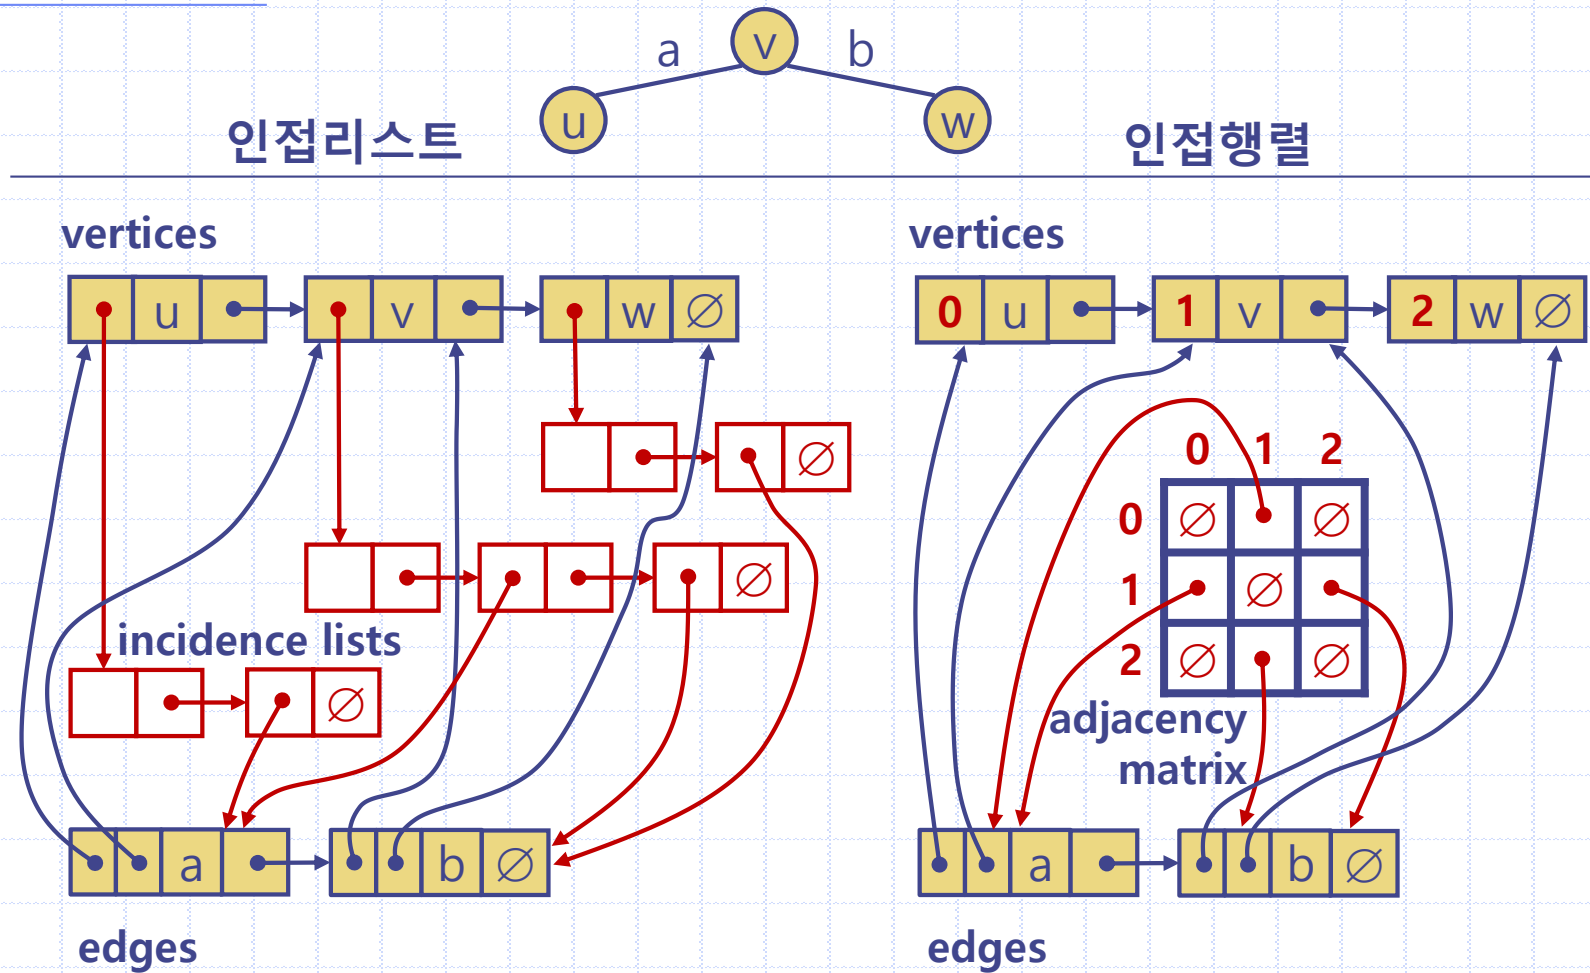 v
a b
u w
인접리스트 인접행렬
vertices
u v w ∅
∅
∅
incidence lists
∅
a b ∅
edges
vertices
0 u 1 v 2 w ∅
0 1 2
0 ∅ ∅
1 ∅
2 ∅ ∅
adjacency
matrix
a b ∅
edges